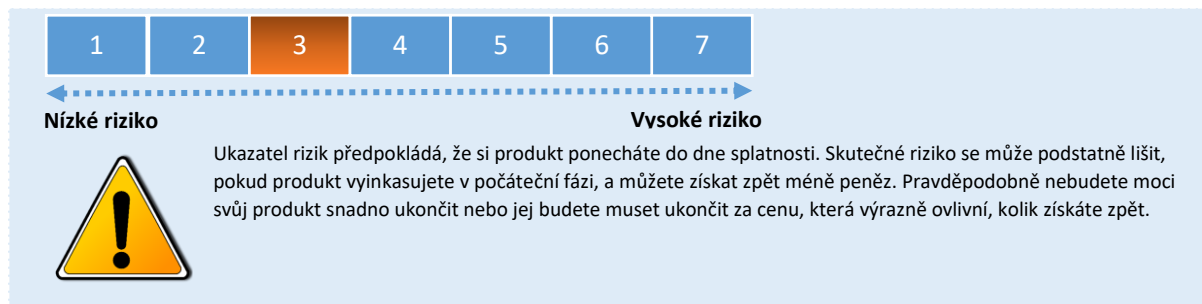 1 2 3 4 5 6 7
Nízké riziko Vysoké riziko
Ukazatel rizik předpokládá, že si produkt ponecháte do dne splatnosti. Skutečné riziko se může podstatně lišit,
pokud produkt vyinkasujete v počáteční fázi, a můžete získat zpět méně peněz. Pravděpodobně nebudete moci
svůj produkt snadno ukončit nebo jej budete muset ukončit za cenu, která výrazně ovlivní, kolik získáte zpět.